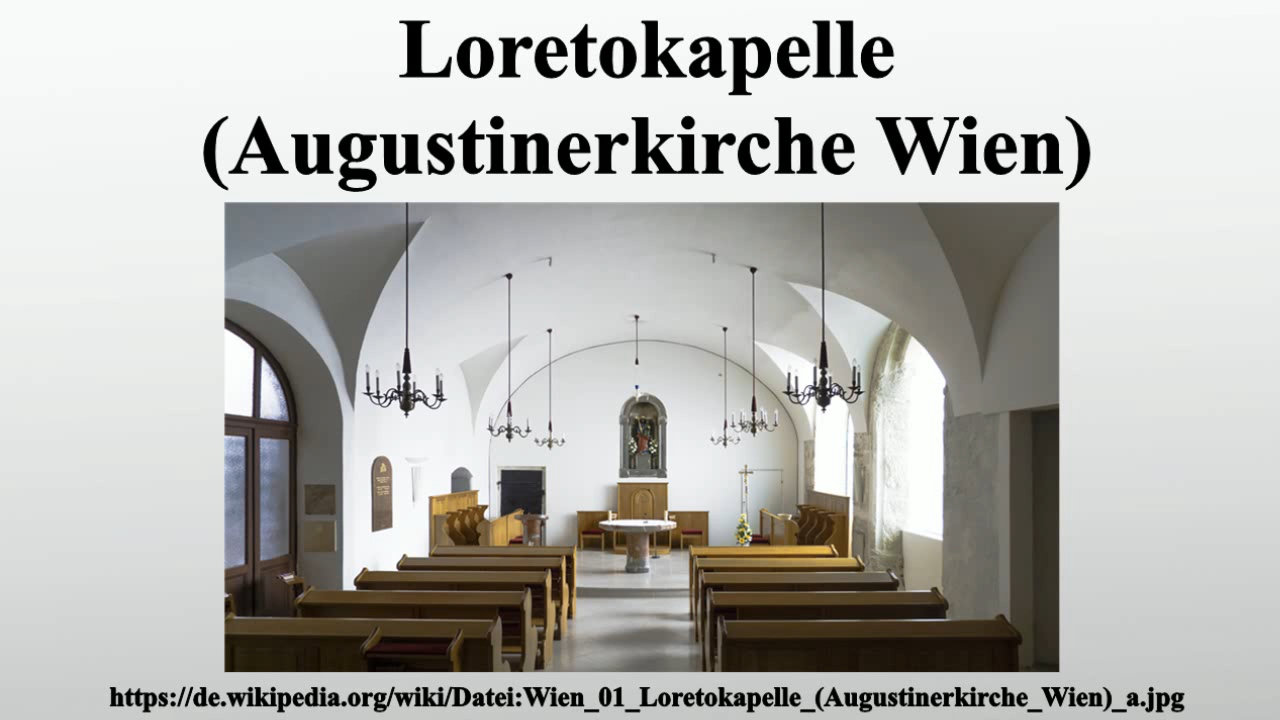 Loretokapelle
(Augustinerkirche Wien)
https://de.wikipedia.org/wiki/Datei:Wien_01_Loretokapelle_(Augustinerkirche_Wien)_a.jpg